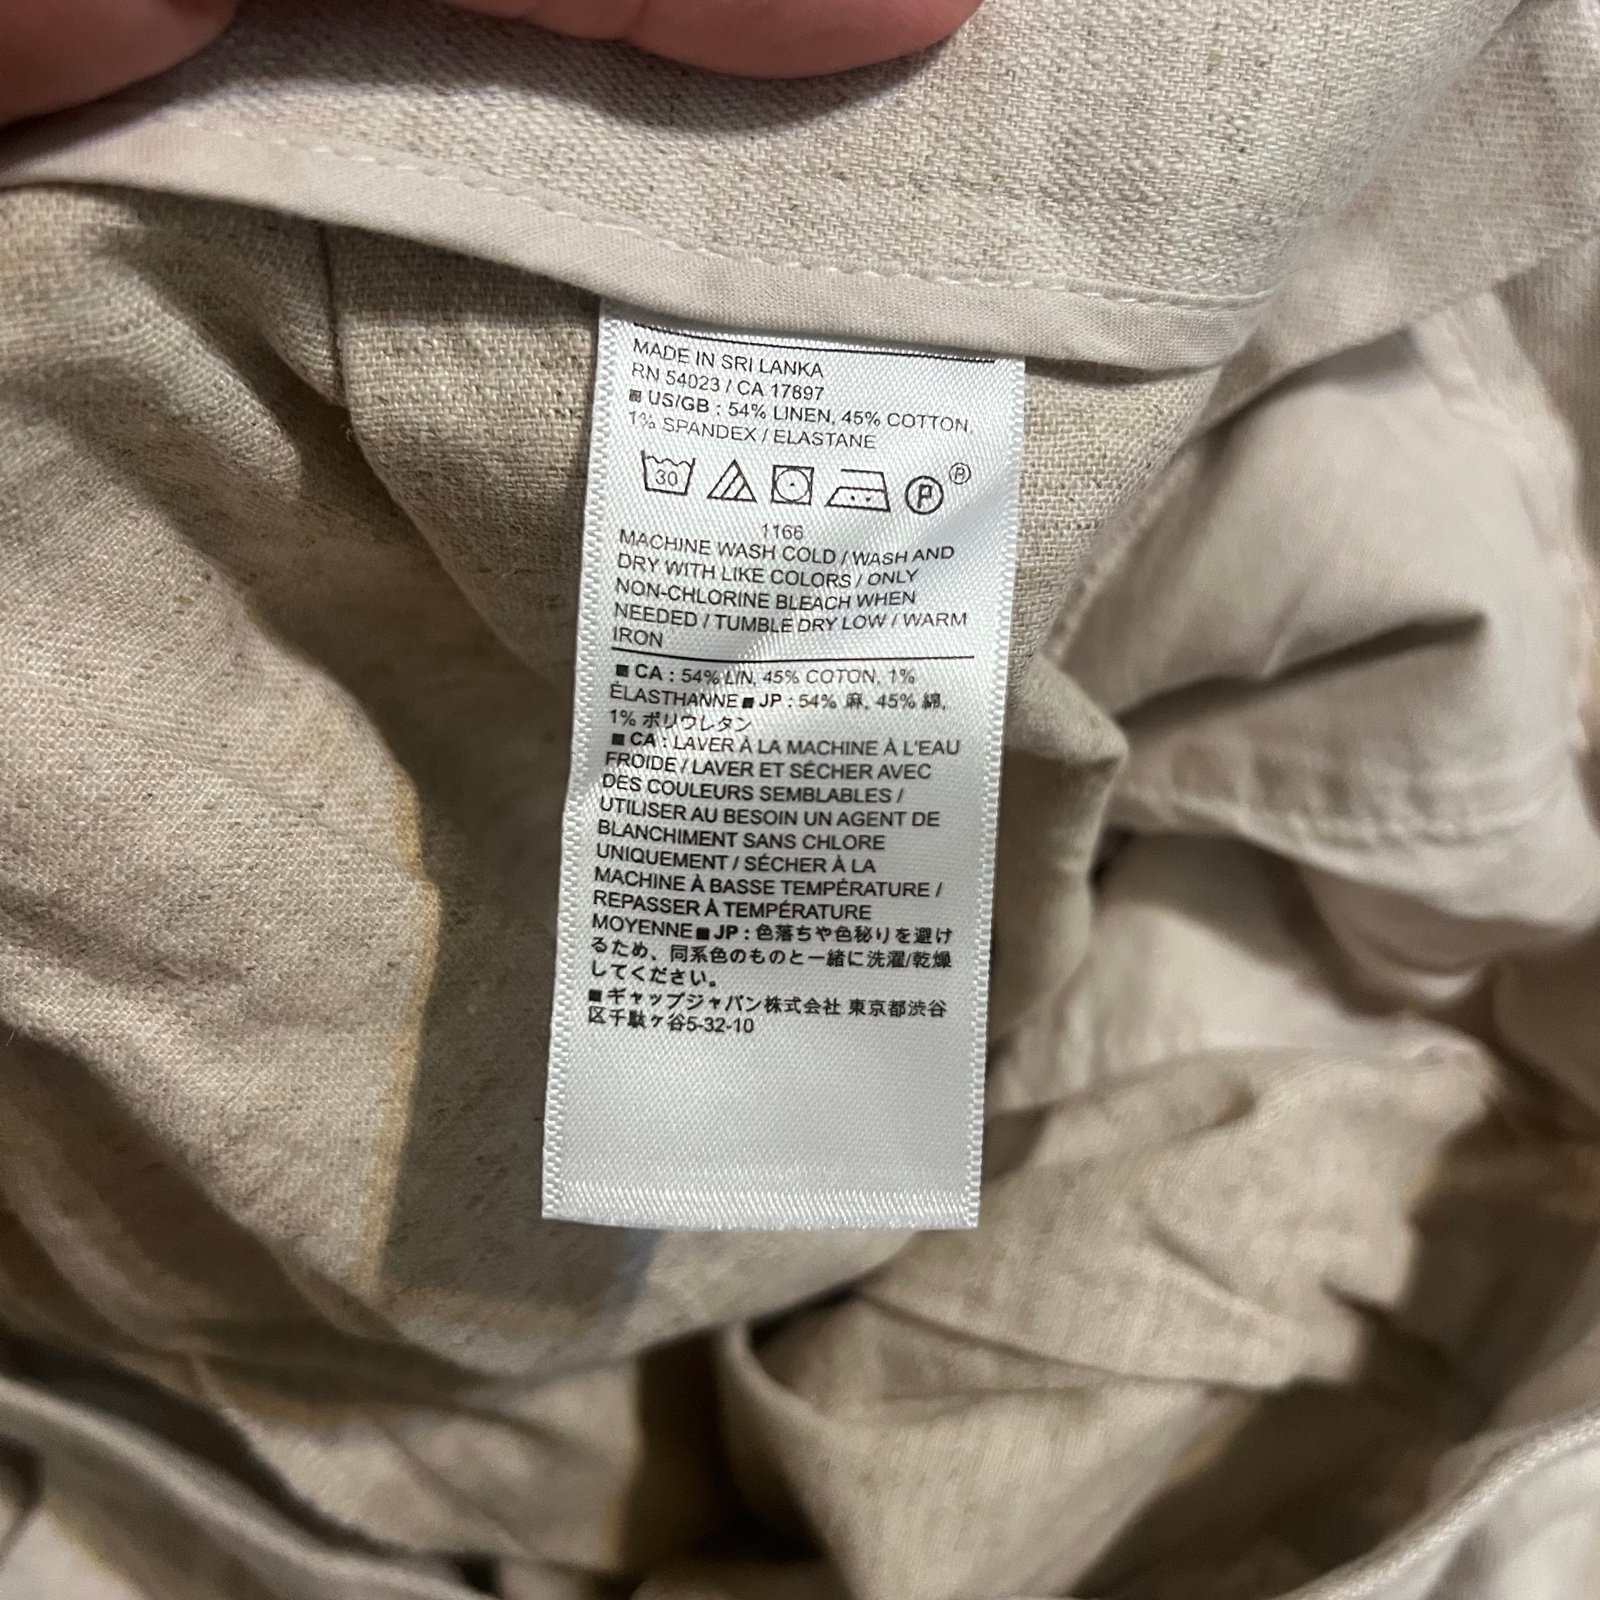 MADE IN SRI LANKA
RN 54023 / CA 17897
■ US/GB : 54% LINEN, 45% COTTON,
1% SPANDEX / ELASTANE
30 P P
1166
MACHINE WASH COLD / WASH AND
DRY WITH LIKE COLORS / ONLY
NON-CHLORINE BLEACH WHEN
NEEDED / TUMBLE DRY LOW / WARM
IRON
■ CA : 54% LIN, 45% COTON, 1%
ÉLASTHANNE ■ JP : 54% 麻, 45% 綿,
1% ポリウレタン
■ CA : LAVER À LA MACHINE À L'EAU
FROIDE / LAVER ET SÉCHER AVEC
DES COULEURS SEMBLABLES /
UTILISER AU BESOIN UN AGENT DE
BLANCHIMENT SANS CHLORE
UNIQUEMENT / SÉCHER À LA
MACHINE À BASSE TEMPÉRATURE /
REPASSER À TEMPÉRATURE
MOYENNE ■ JP : 色落ちや色移りを避け
るため、同系色のものと一緒に洗濯/乾燥
してください。
■ ギャップジャパン株式会社 東京都渋谷
区千駄ヶ谷5-32-10